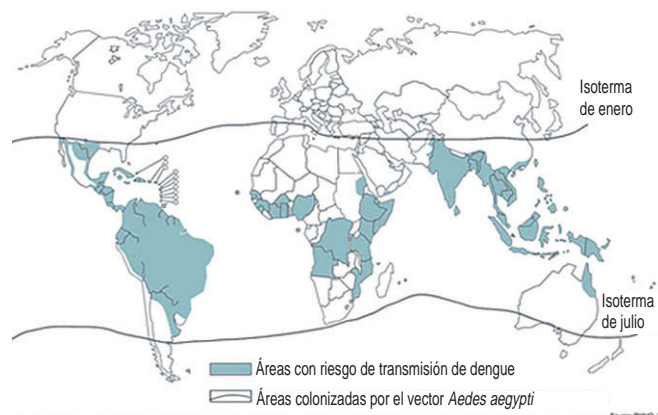 Isoterma
de enero
Isoterma
de julio
Áreas con riesgo de transmisión de dengue
Áreas colonizadas por el vector Aedes aegypti